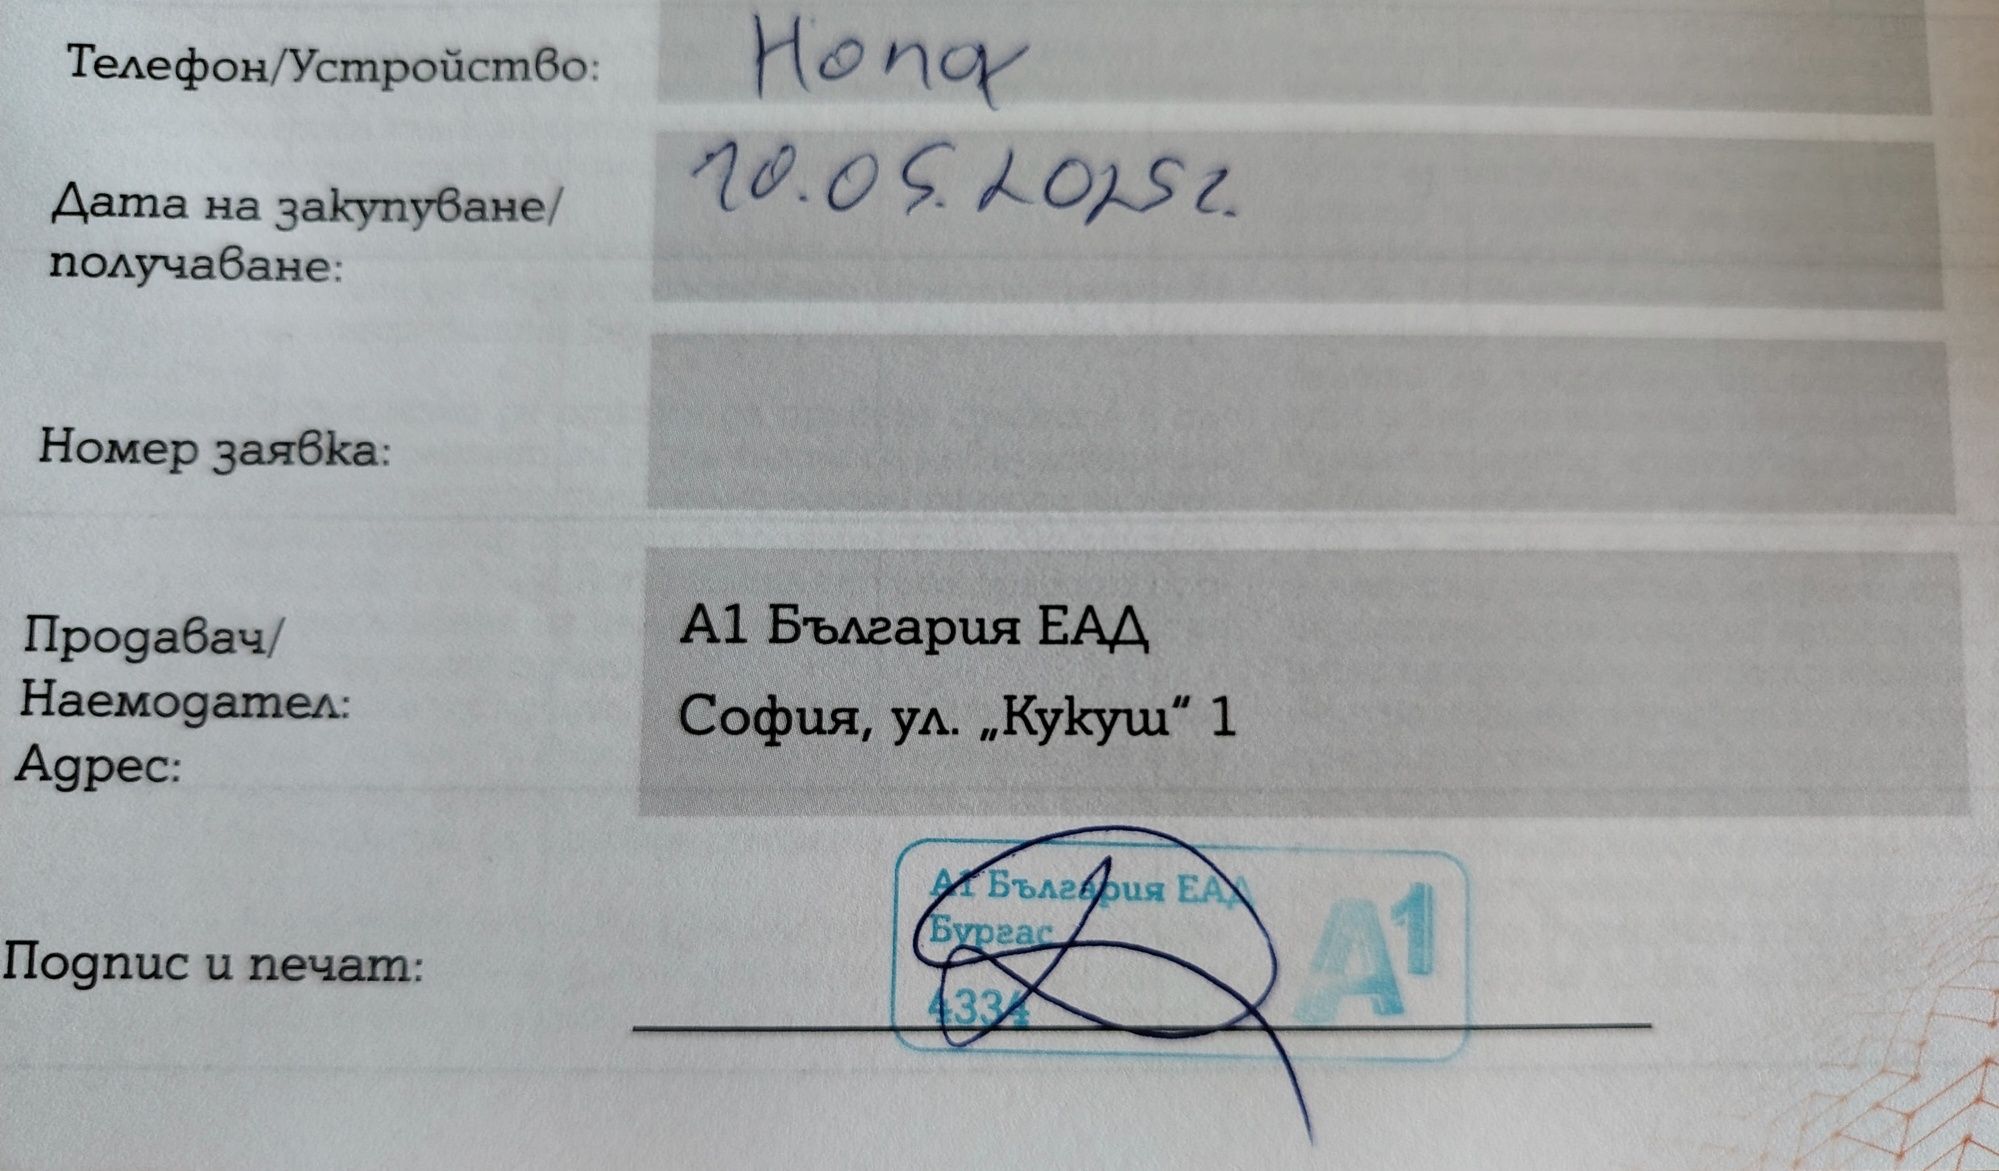 Телефон/Устройство: Honor
Дата на закупуване/ 10.05.2025г.
получаване:
Номер заявка:
Продавач/ А1 България ЕАД
Наемодател: София, ул. „Кукуш“ 1
Адрес:
А1 България ЕАД
Бургас
Подпис и печат: A1
4334